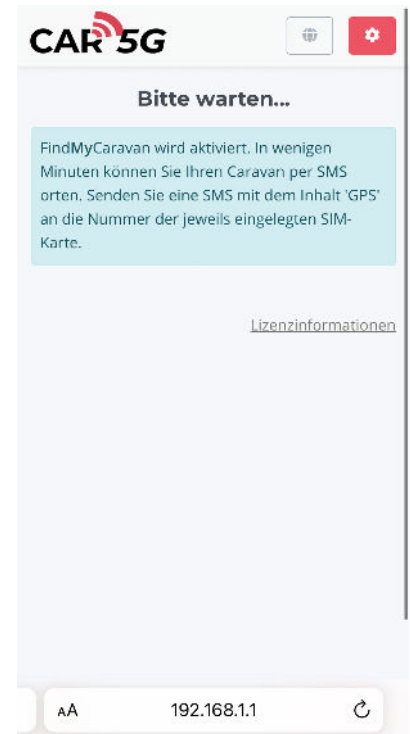 CAR 5G
Bitte warten...
FindMyCaravan wird aktiviert. In wenigen
Minuten können Sie Ihren Caravan per SMS
orten. Senden Sie eine SMS mit dem Inhalt 'GPS'
an die Nummer der jeweils eingelegten SIM-
Karte.
Lizenzinformationen
AA 192.168.1.1